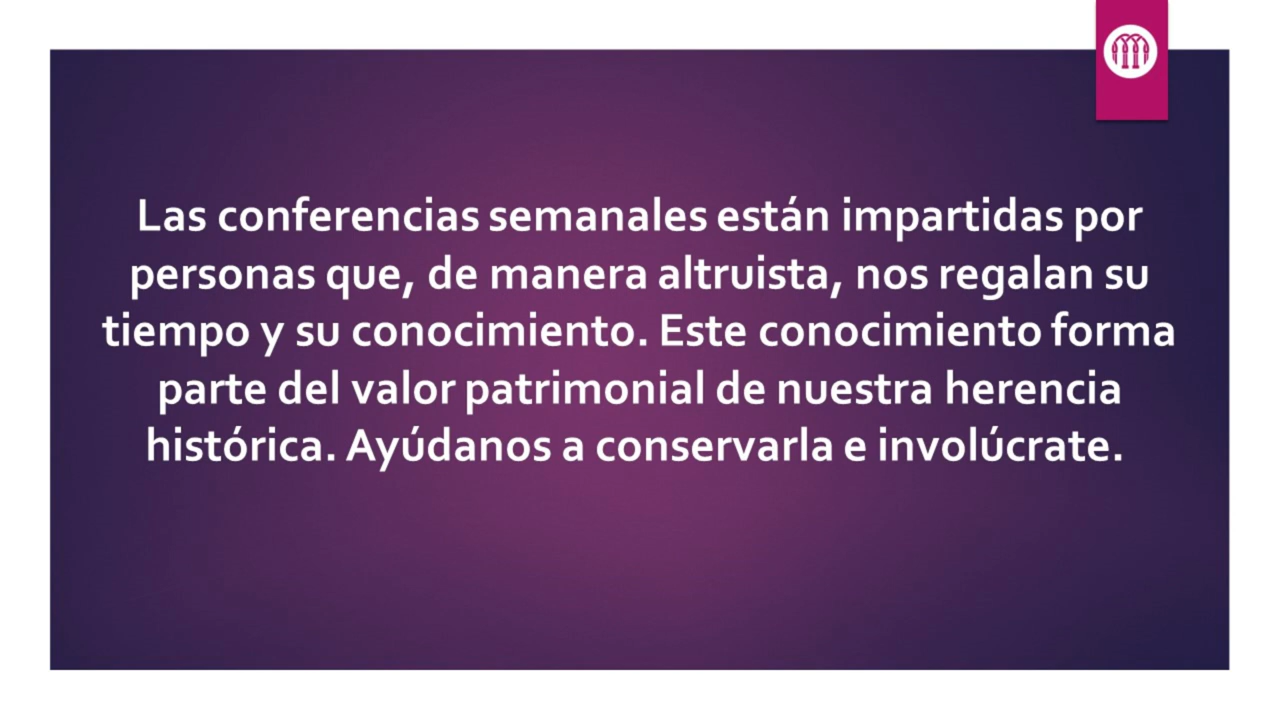 Las conferencias semanales están impartidas por
personas que, de manera altruista, nos regalan su
tiempo y su conocimiento. Este conocimiento forma
parte del valor patrimonial de nuestra herencia
histórica. Ayúdanos a conservarla e involúcrate.